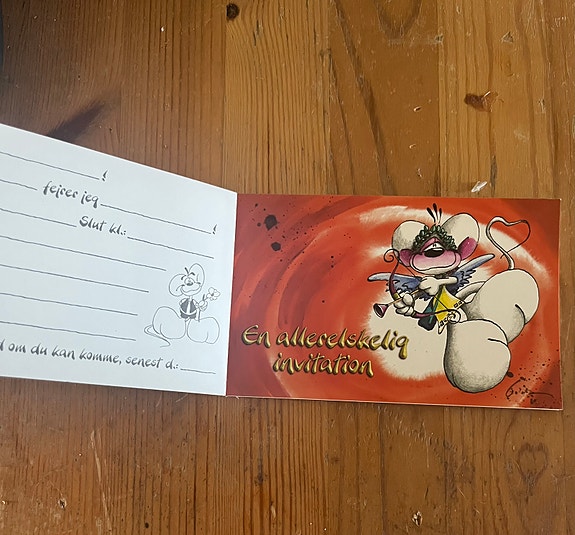 !
fejrer jeg !
Slut kl.:
om du kan komme, senest d.:
En allerelskelig
invitation